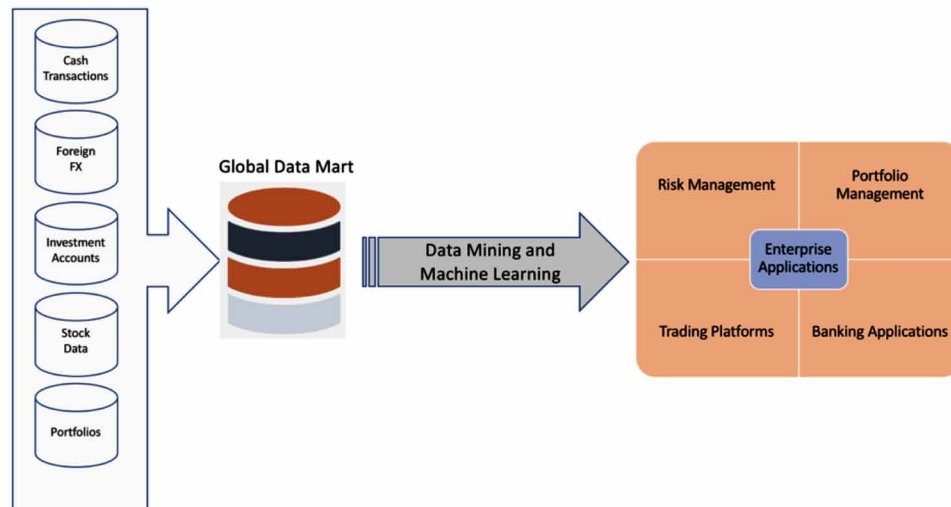 Cash
Transactions
Foreign
FX
Investment
Accounts
Stock
Data
Portfolios
Global Data Mart
Data Mining and
Machine Learning
Risk Management
Portfolio
Management
Enterprise
Applications
Trading Platforms
Banking Applications